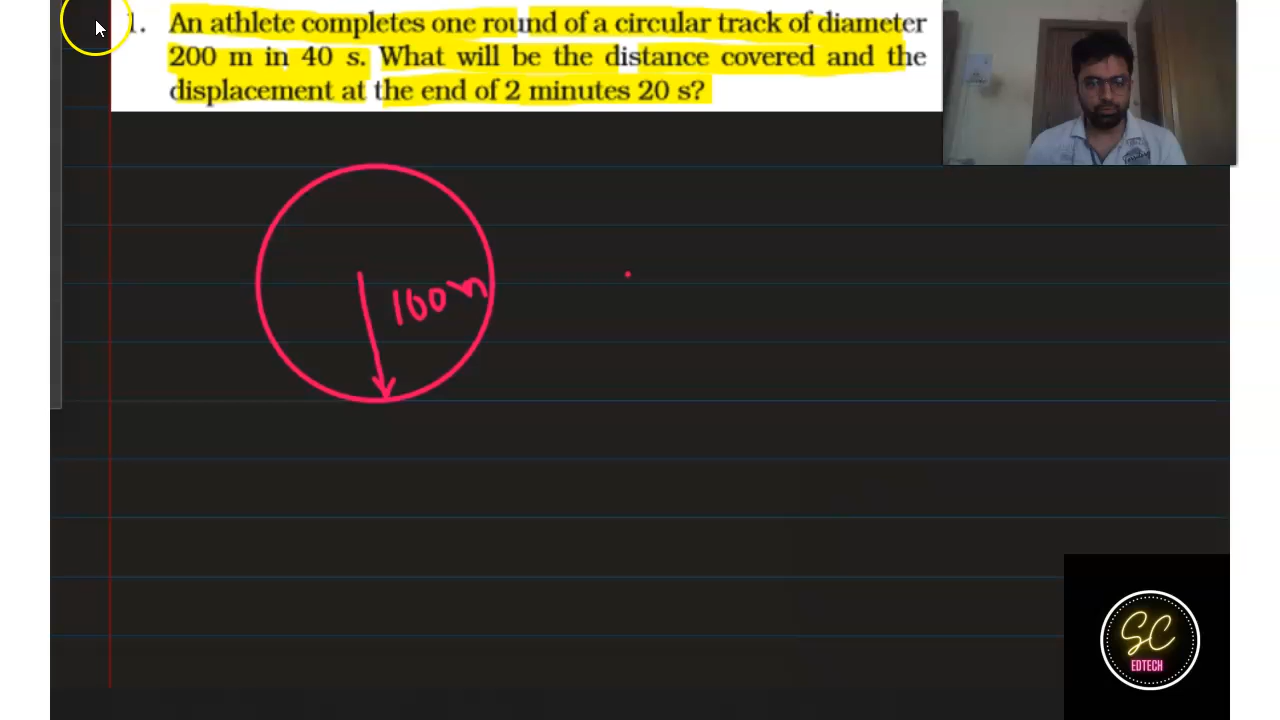 1. An athlete completes one round of a circular track of diameter
200 m in 40 s. What will be the distance covered and the
displacement at the end of 2 minutes 20 s?
100m
SC
EDTECH